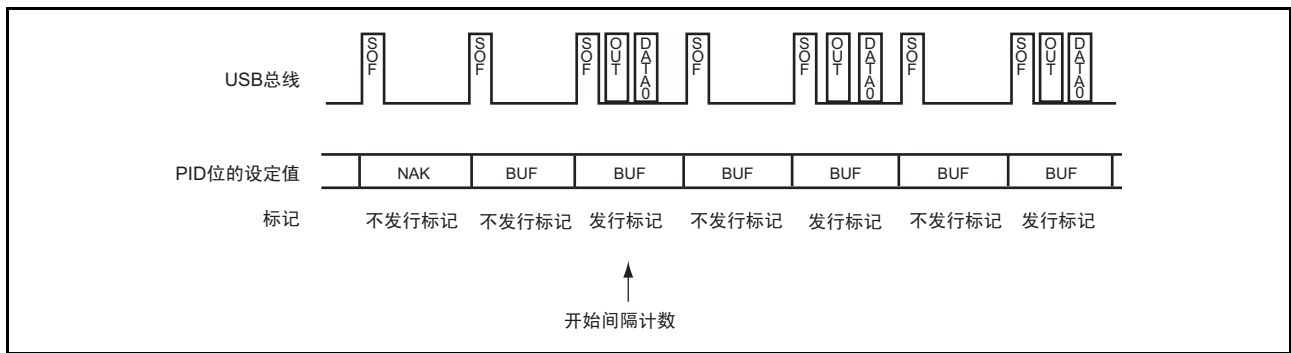 USB总线 SOF SOF SOF OUT DATA0 SOF SOF OUT DATA0 SOF SOF OUT DATA0
PID位的设定值 NAK BUF BUF BUF BUF BUF BUF
标记 不发行标记 不发行标记 发行标记 不发行标记 发行标记 不发行标记 发行标记
开始间隔计数